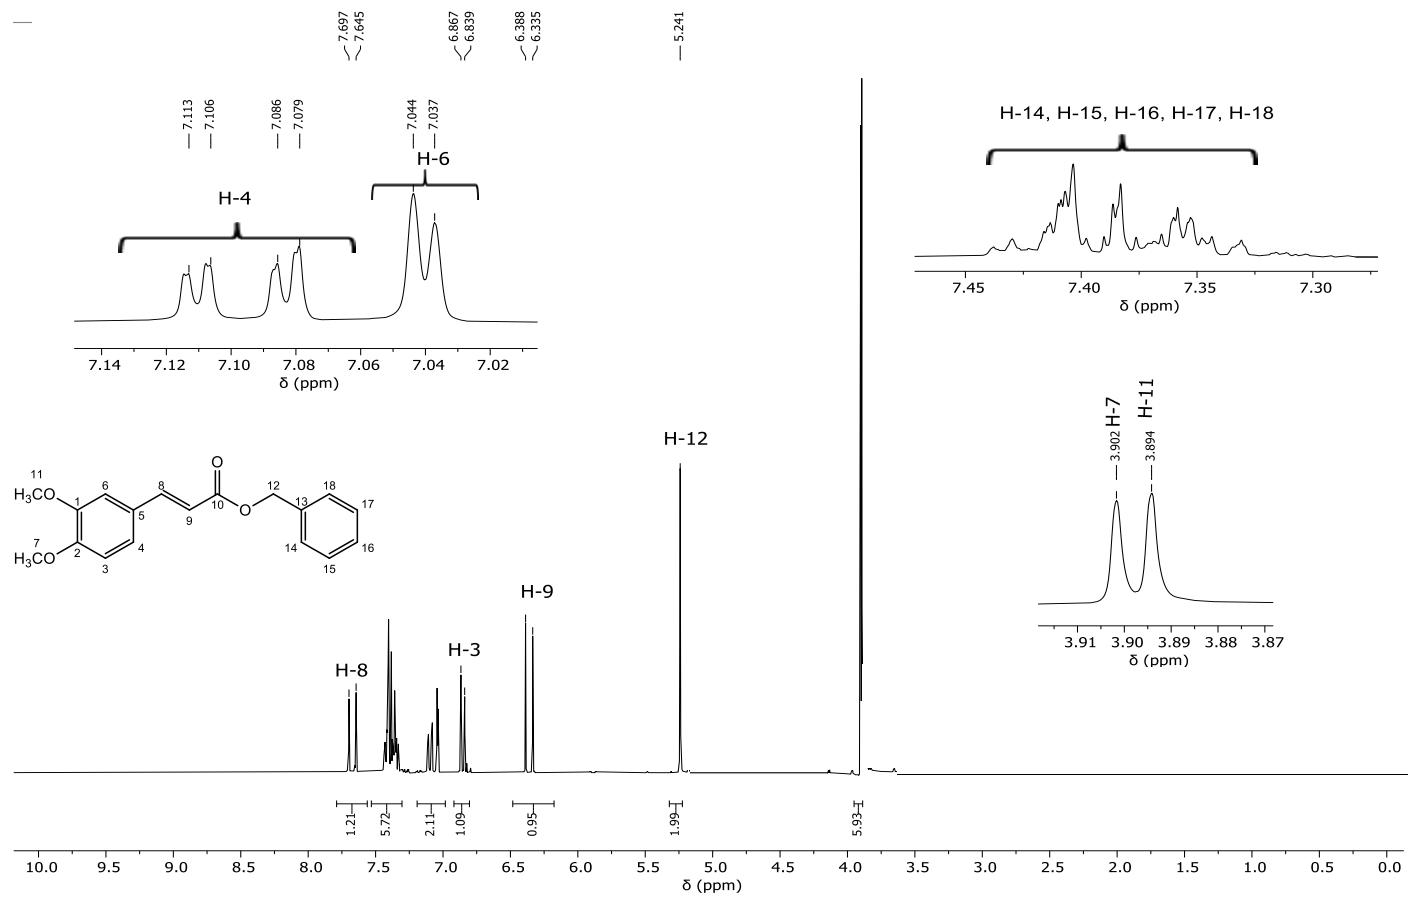 7.697
7.645
6.867
6.839
6.388
6.335
5.241
7.113
7.106
7.086
7.079
7.044
7.037
H-4
H-6
7.14 7.12 7.10 7.08 7.06 7.04 7.02
δ (ppm)
H-14, H-15, H-16, H-17, H-18
7.45 7.40 7.35 7.30
δ (ppm)
3.902 H-7
3.894 H-11
3.91 3.90 3.89 3.88 3.87
δ (ppm)
O
11 6 8 12 18
H₃CO 1 10 13 17
7 5 9 O
H₃CO 2 4 14 16
3 15
H-12
H-9
H-3
H-8
1.21
5.72
2.11
1.09
0.95
1.99
5.93
10.0 9.5 9.0 8.5 8.0 7.5 7.0 6.5 6.0 5.5 5.0 4.5 4.0 3.5 3.0 2.5 2.0 1.5 1.0 0.5 0.0
δ (ppm)